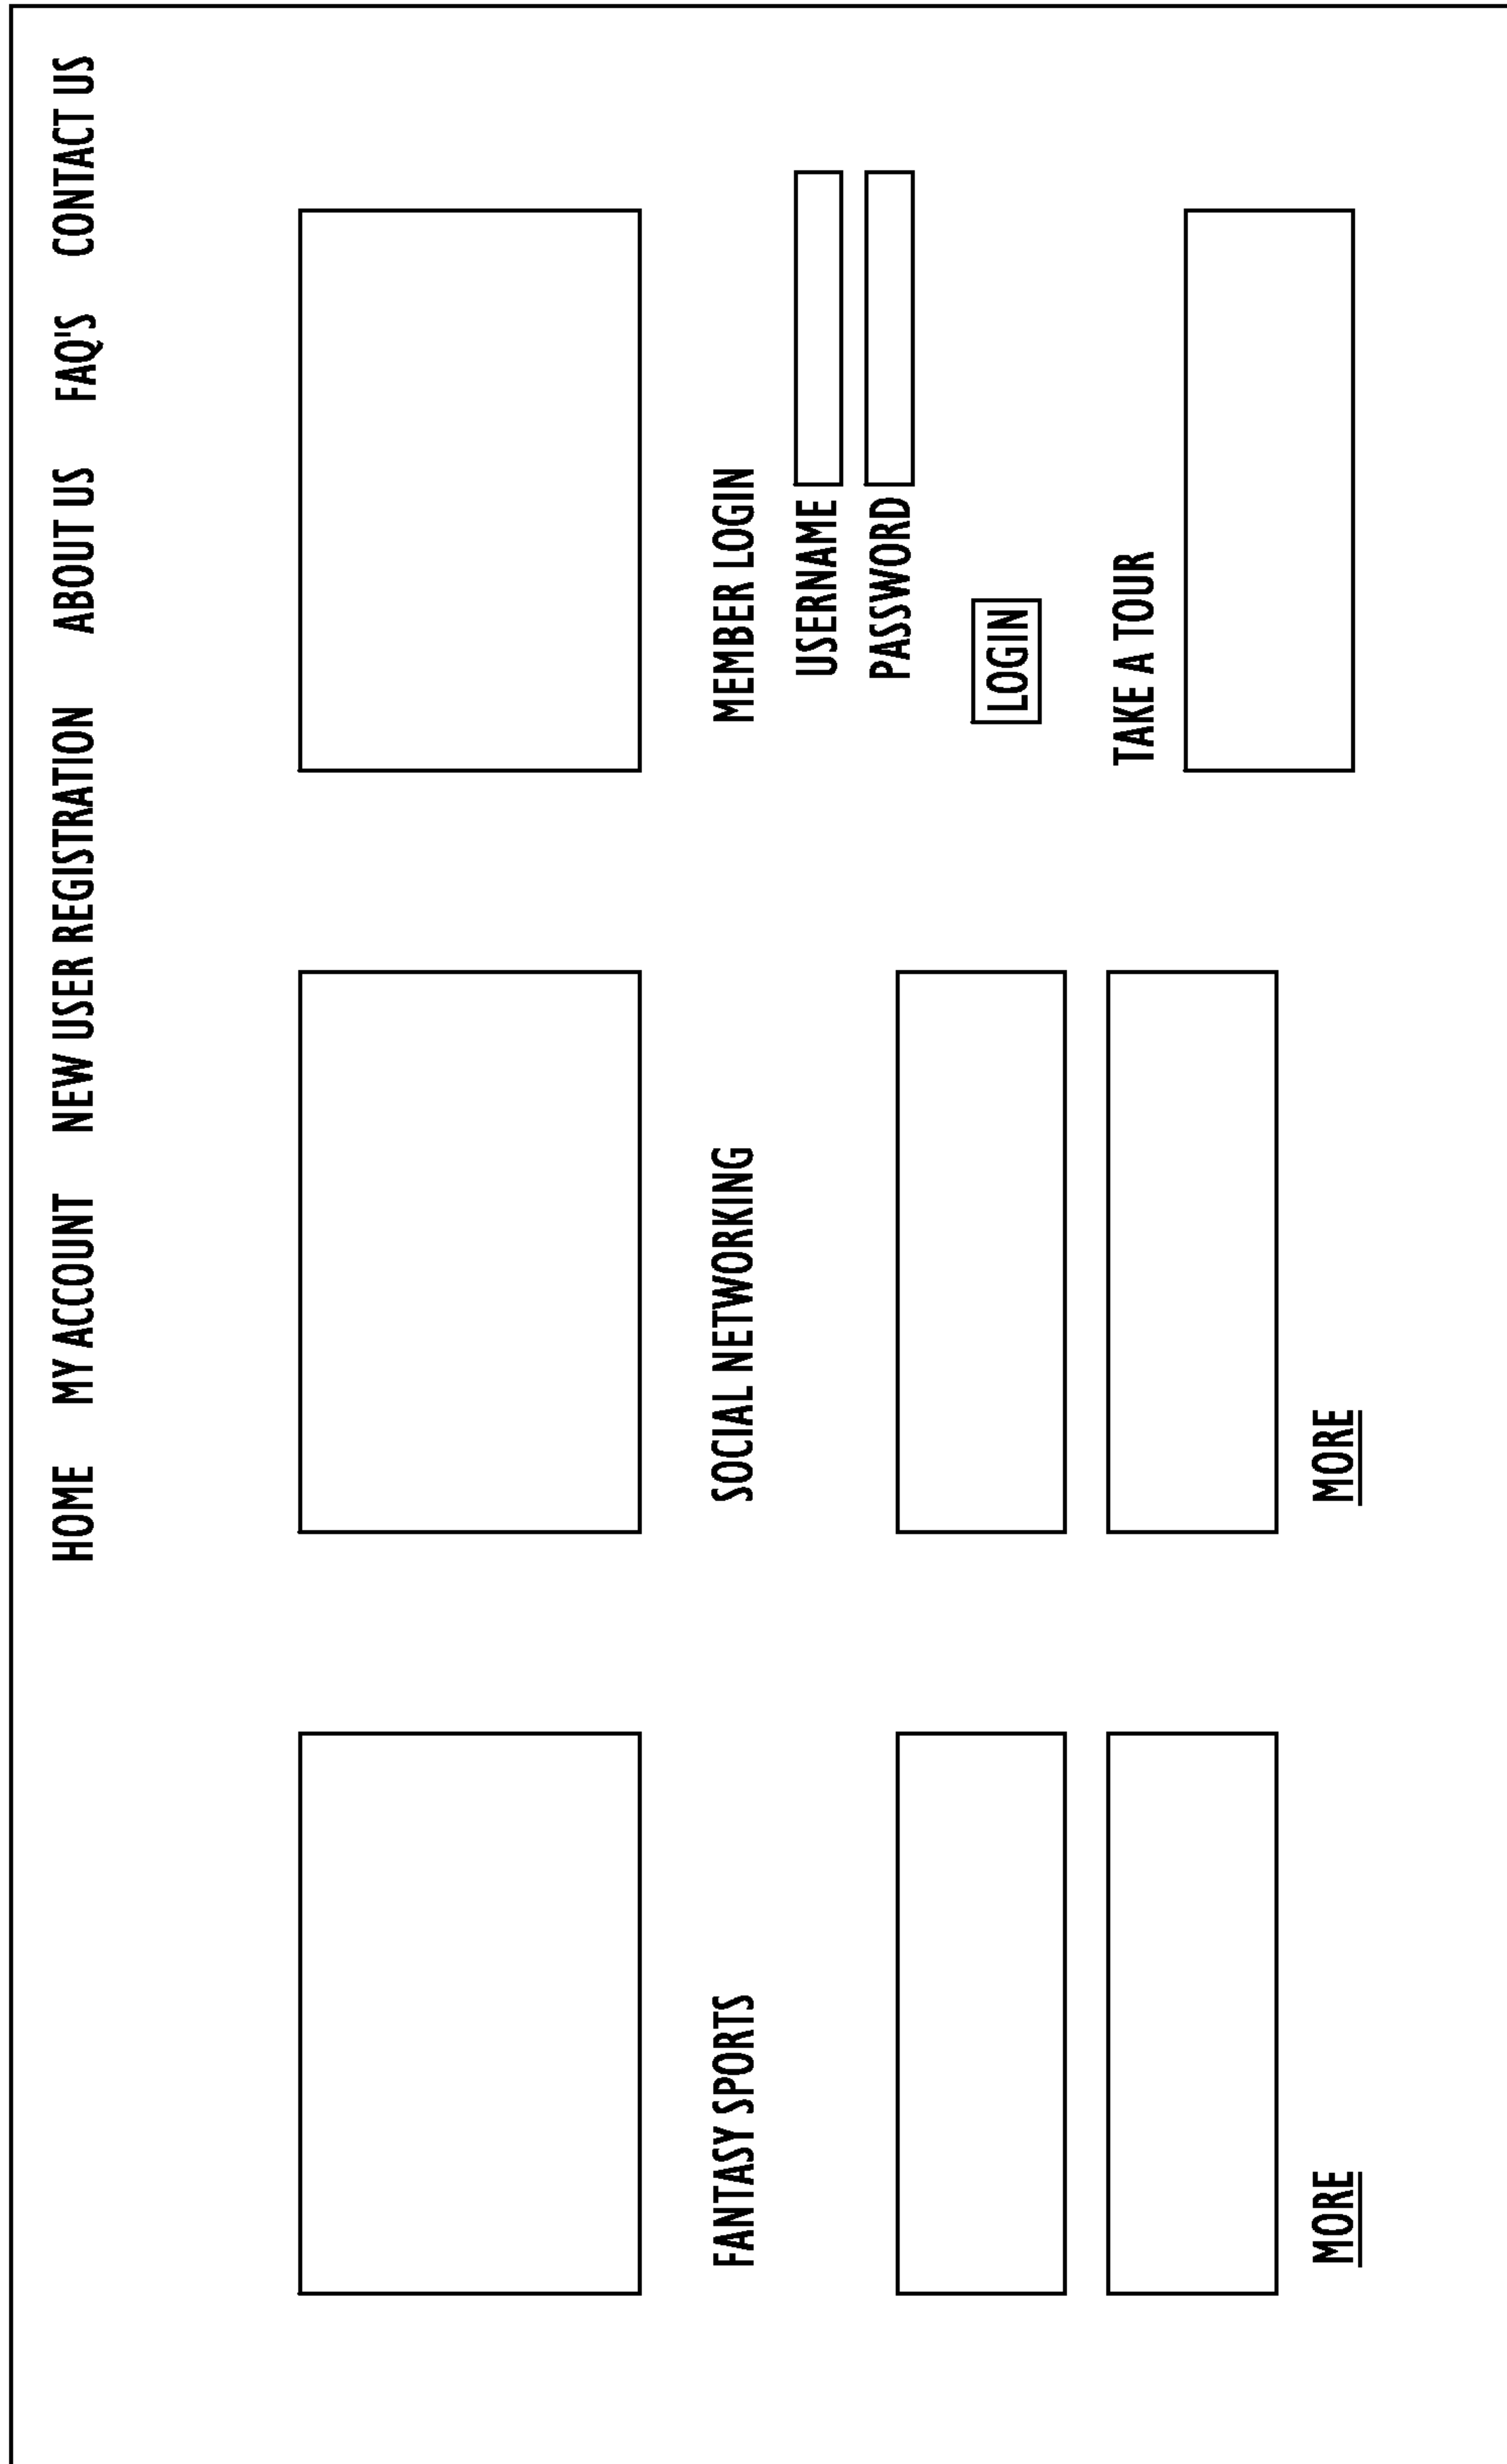 HOME MY ACCOUNT NEW USER REGISTRATION ABOUT US FAQ'S CONTACT US
FANTASY SPORTS
MORE
SOCIAL NETWORKING
MORE
MEMBER LOGIN
USERNAME
PASSWORD
LOGIN
TAKE A TOUR